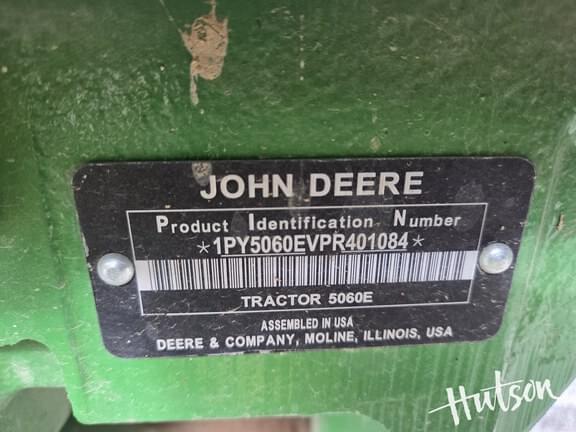 JOHN DEERE
Product Identification Number
*1PY5060EVPR401084*
TRACTOR 5060E
ASSEMBLED IN USA
DEERE & COMPANY, MOLINE, ILLINOIS, USA
Hutson